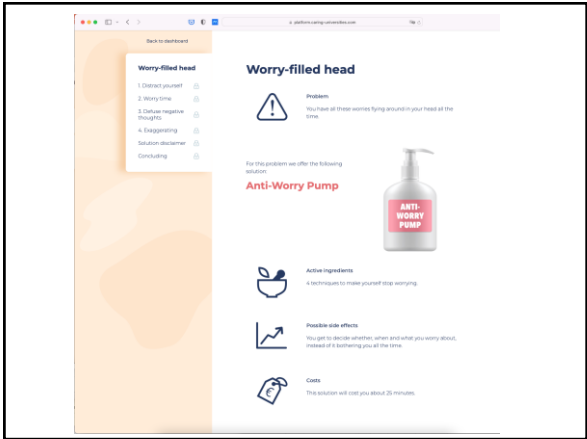 platform.caring-universities.com
Back to dashboard
Worry-filled head
1. Distract yourself
2. Worry time
3. Defuse negative
thoughts
4. Exaggerating
Solution disclaimer
Concluding
Worry-filled head
Problem
You have all these worries flying around in your head all the
time.
For this problem we offer the following
solution:
Anti-Worry Pump
ANTI-
WORRY
PUMP
Active Ingredients
4 techniques to make yourself stop worrying
Possible side effects
You get to decide whether, when and what you worry about,
instead of it bothering you all the time.
Costs
This solution will cost you about 25 minutes.